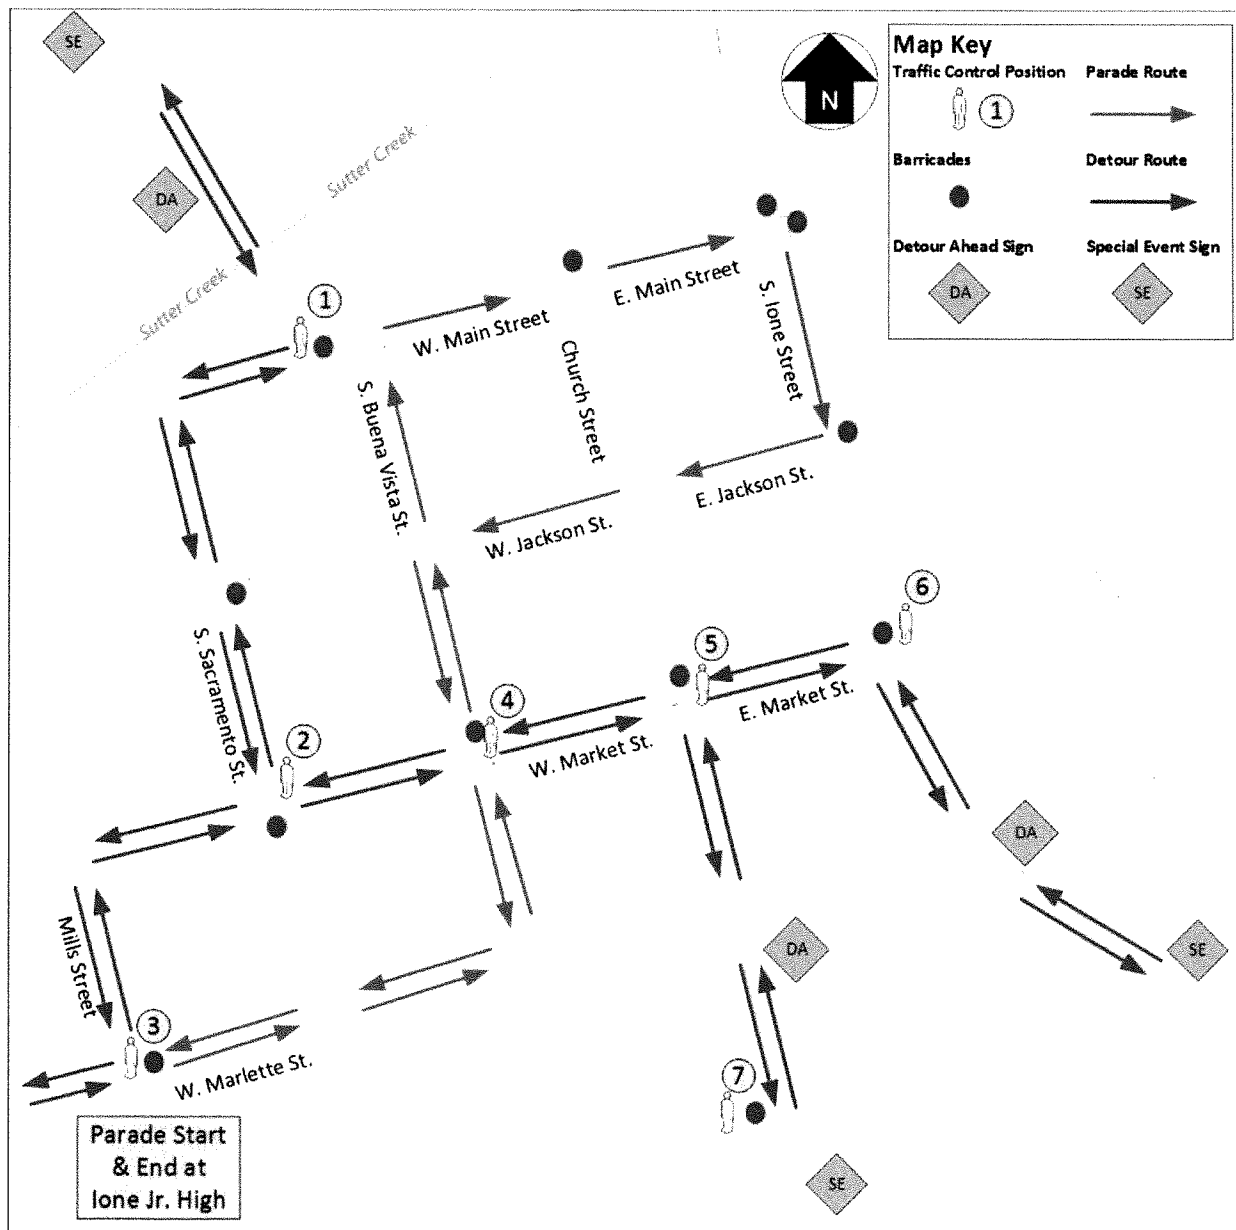 SE
Map Key
Traffic Control Position
Parade Route
N
1
Barricades
Detour Route
Sutter Creek
DA
Detour Ahead Sign
Special Event Sign
DA
SE
Sutter Creek
1
E. Main Street
W. Main Street
S. Ione Street
Church Street
S. Buena Vista St.
E. Jackson St.
W. Jackson St.
6
5
S. Sacramento St.
4
E. Market St.
2
W. Market St.
DA
Mills Street
DA
SE
3
W. Marlette St.
7
Parade Start
& End at
Ione Jr. High
SE